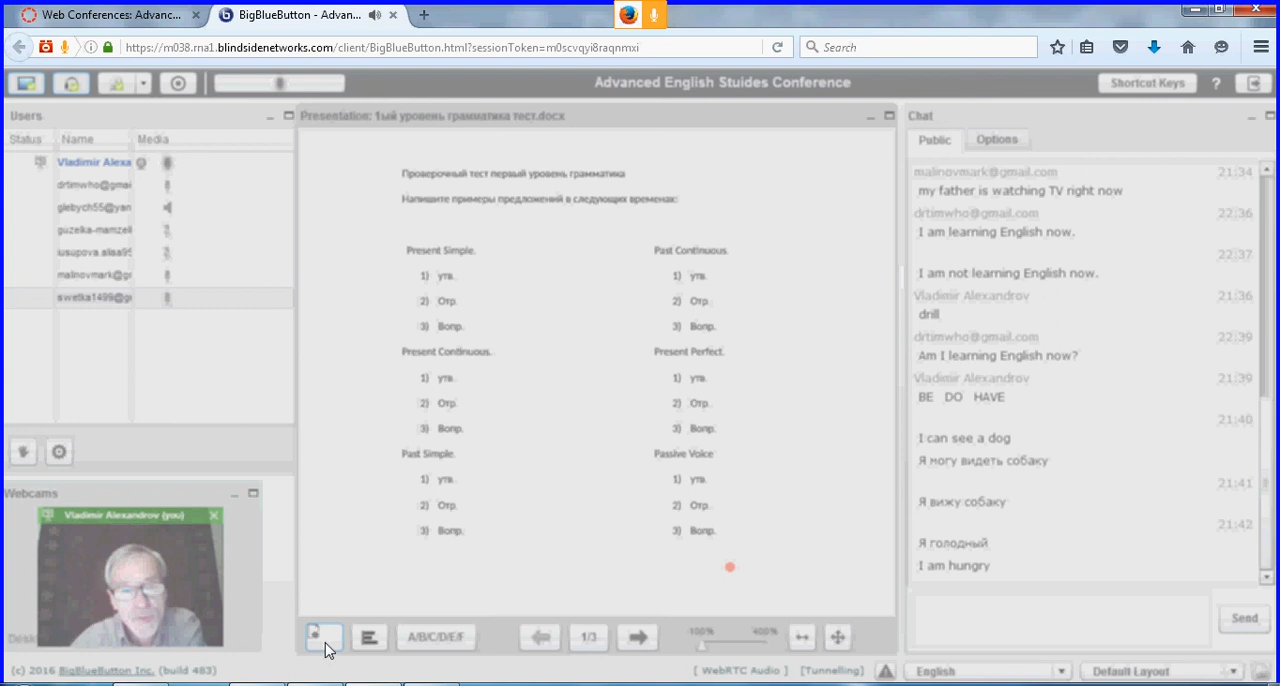 Web Conferences: Advanc...
BigBlueButton - Advan...
https://m038.rna1.blindsidenetworks.com/client/BigBlueButton.html?sessionToken=m0scvqyi8raqnmxi
Search
Advanced English Stuides Conference
Shortcut Keys
?
Users
Status Name Media
Vladimir Alexa
drtimwho@gmai
glebych55@yan
guzelka-mamzell
iusupova.alsa95
malinovmark@gr
swetka1499@g
Webcams
Vladimir Alexandrov (you)
Presentation: 1ый уровень грамматика тест.docx
Проверочный тест первый уровень грамматика
Напишите примеры предложений в следующих временах:
Present Simple.
1) утв.
2) Отр.
3) Вопр.
Present Continuous.
1) утв.
2) Отр.
3) Вопр.
Past Simple.
1) утв.
2) Отр.
3) Вопр.
Past Continuous.
1) утв.
2) Отр.
3) Вопр.
Present Perfect.
1) утв.
2) Отр.
3) Вопр.
Passive Voice
1) утв.
2) Отр.
3) Вопр.
A/B/C/D/E/F
1/3
100% 400%
Chat
Public Options
malinovmark@gmail.com 21:34
my father is watching TV right now
drtimwho@gmail.com 22:36
I am learning English now.
22:37
I am not learning English now.
Vladimir Alexandrov 21:36
drill
drtimwho@gmail.com 22:39
Am I learning English now?
Vladimir Alexandrov 21:39
BE DO HAVE
21:40
I can see a dog
Я могу видеть собаку
21:41
Я вижу собаку
21:42
Я голодный
I am hungry
Send
(c) 2016 BigBlueButton Inc. (build 483)
[ WebRTC Audio ] [Tunnelling]
English
Default Layout